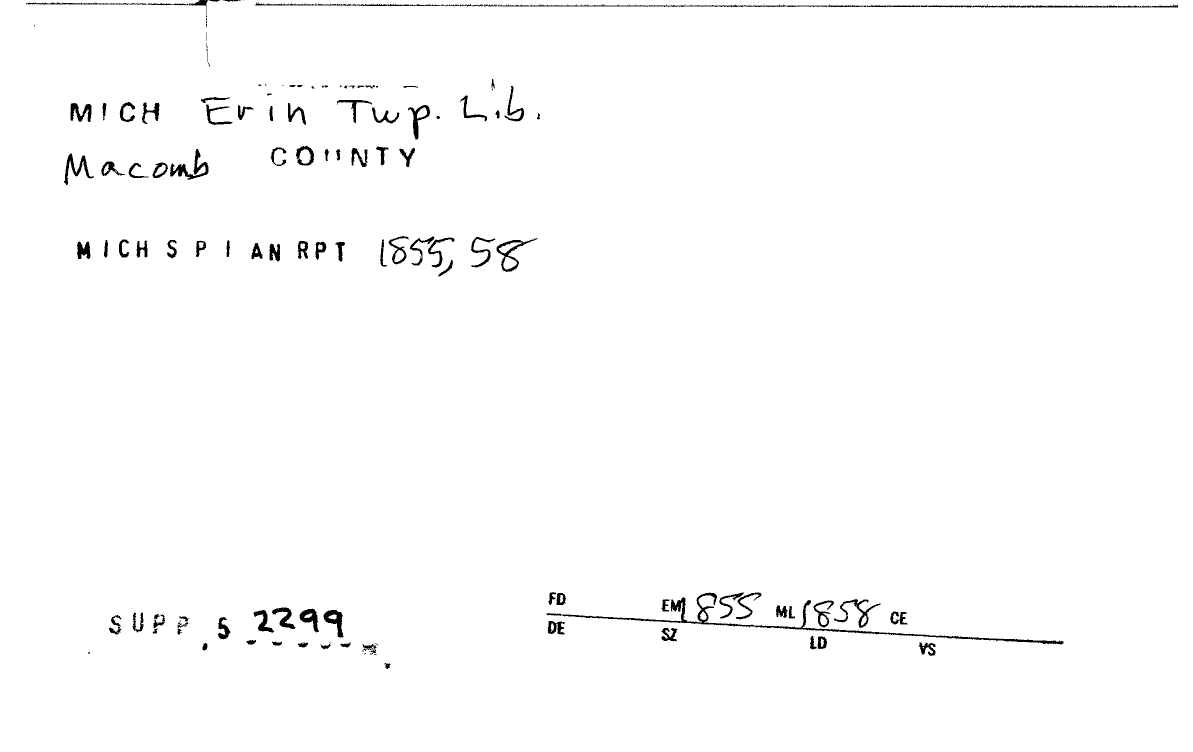 MICH Erin Twp. Lib.
Macomb COUNTY
MICH S P I AN RPT 1855, 58
SUPP. S 2299
FD EM 1855 ML 1858 CE
DE SZ LD VS